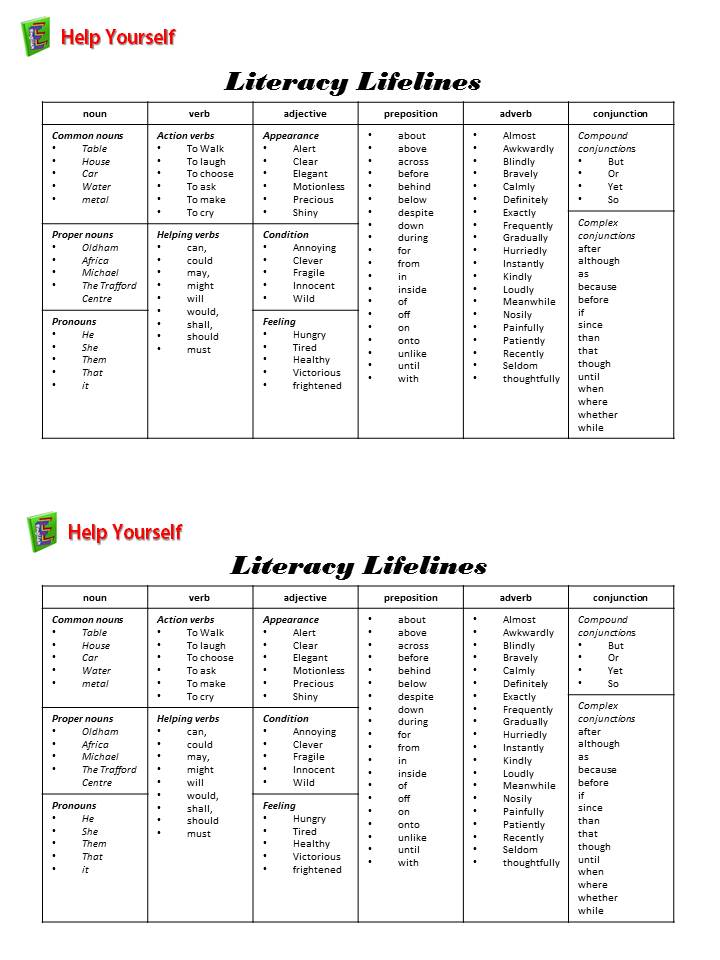 Help Yourself
Literacy Lifelines
noun
verb
adjective
preposition
adverb
conjunction
Common nouns
• Table
• House
• Car
• Water
• metal
Proper nouns
• Oldham
• Africa
• Michael
• The Trafford
Centre
Pronouns
• He
• She
• Them
• That
• it
Action verbs
• To Walk
• To laugh
• To choose
• To ask
• To make
• To cry
Helping verbs
• can,
• could
• may,
• might
• will
• would,
• shall,
• should
• must
Appearance
• Alert
• Clear
• Elegant
• Motionless
• Precious
• Shiny
Condition
• Annoying
• Clever
• Fragile
• Innocent
• Wild
Feeling
• Hungry
• Tired
• Healthy
• Victorious
• frightened
• about
• above
• across
• before
• behind
• below
• despite
• down
• during
• for
• from
• in
• inside
• of
• off
• on
• onto
• unlike
• until
• with
• Almost
• Awkwardly
• Blindly
• Bravely
• Calmly
• Definitely
• Exactly
• Frequently
• Gradually
• Hurriedly
• Instantly
• Kindly
• Loudly
• Meanwhile
• Nosily
• Painfully
• Patiently
• Recently
• Seldom
• thoughtfully
Compound
conjunctions
• But
• Or
• Yet
• So
Complex
conjunctions
after
although
as
because
before
if
since
than
that
though
until
when
where
whether
while
Help Yourself
Literacy Lifelines
noun
verb
adjective
preposition
adverb
conjunction
Common nouns
• Table
• House
• Car
• Water
• metal
Proper nouns
• Oldham
• Africa
• Michael
• The Trafford
Centre
Pronouns
• He
• She
• Them
• That
• it
Action verbs
• To Walk
• To laugh
• To choose
• To ask
• To make
• To cry
Helping verbs
• can,
• could
• may,
• might
• will
• would,
• shall,
• should
• must
Appearance
• Alert
• Clear
• Elegant
• Motionless
• Precious
• Shiny
Condition
• Annoying
• Clever
• Fragile
• Innocent
• Wild
Feeling
• Hungry
• Tired
• Healthy
• Victorious
• frightened
• about
• above
• across
• before
• behind
• below
• despite
• down
• during
• for
• from
• in
• inside
• of
• off
• on
• onto
• unlike
• until
• with
• Almost
• Awkwardly
• Blindly
• Bravely
• Calmly
• Definitely
• Exactly
• Frequently
• Gradually
• Hurriedly
• Instantly
• Kindly
• Loudly
• Meanwhile
• Nosily
• Painfully
• Patiently
• Recently
• Seldom
• thoughtfully
Compound
conjunctions
• But
• Or
• Yet
• So
Complex
conjunctions
after
although
as
because
before
if
since
than
that
though
until
when
where
whether
while